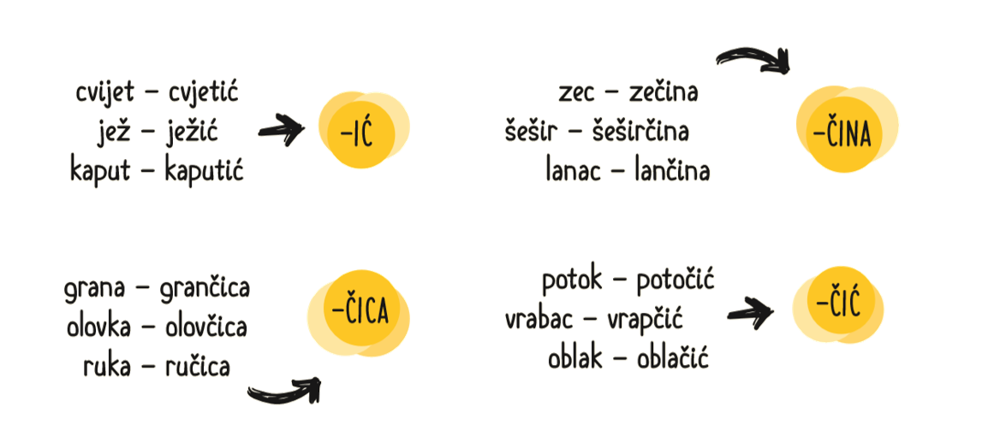 cvijet – cvjetić
jež – ježić
kaput – kaputić
–IĆ
zec – zečina
šešir – šeširčina
lanac – lančina
–ČINA
grana – grančica
olovka – olovčica
ruka – ručica
–ČICA
potok – potočić
vrabac – vrapčić
oblak – oblačić
–ČIĆ